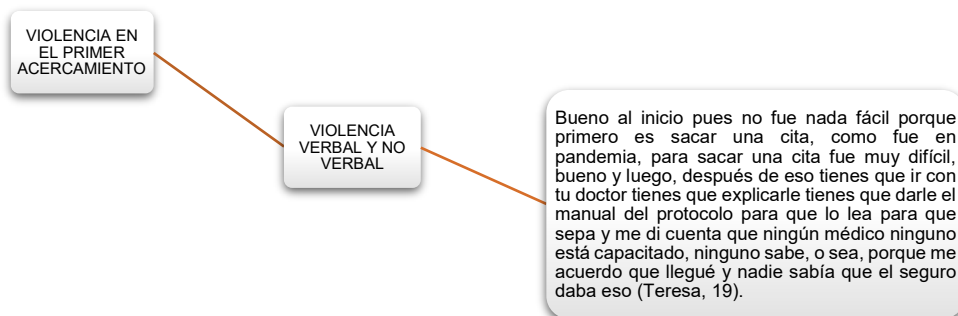 VIOLENCIA EN
EL PRIMER
ACERCAMIENTO
VIOLENCIA
VERBAL Y NO
VERBAL
Bueno al inicio pues no fue nada fácil porque
primero es sacar una cita, como fue en
pandemia, para sacar una cita fue muy difícil,
bueno y luego, después de eso tienes que ir con
tu doctor tienes que explicarle tienes que darle el
manual del protocolo para que lo lea para que
sepa y me di cuenta que ningún médico ninguno
está capacitado, ninguno sabe, o sea, porque me
acuerdo que llegué y nadie sabía que el seguro
daba eso (Teresa, 19).